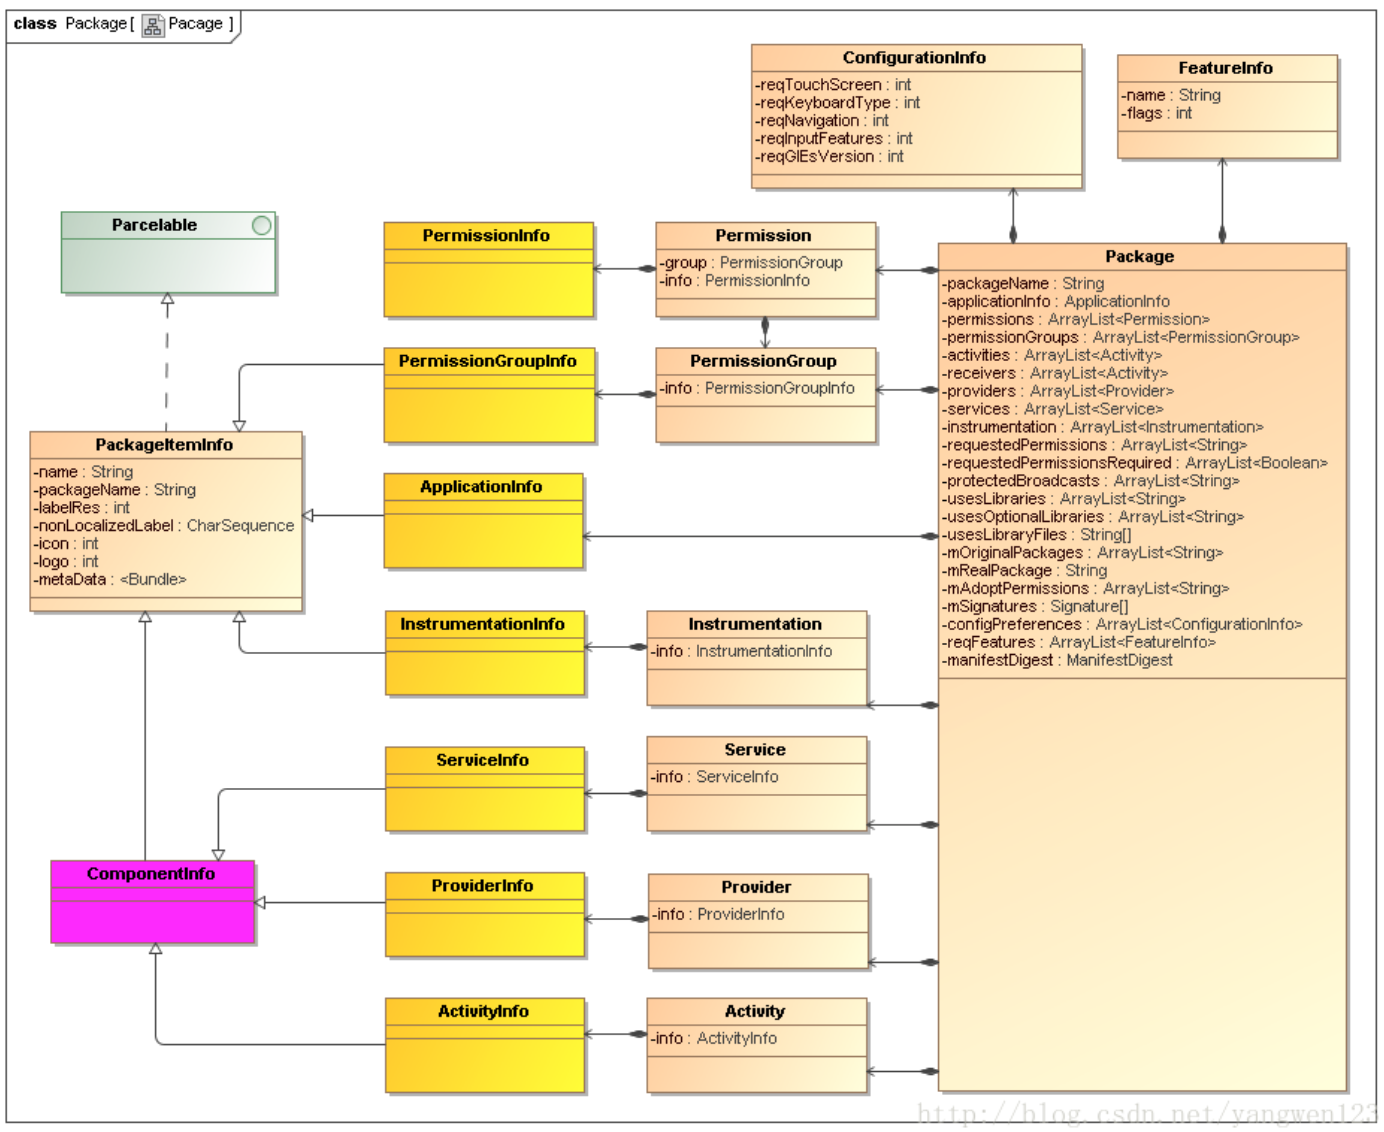 class Package[ Pacage ]
ConfigurationInfo
-reqTouchScreen : int
-reqKeyboardType : int
-reqNavigation : int
-reqInputFeatures : int
-reqGlEsVersion : int
FeatureInfo
-name : String
-flags : int
Parcelable
PermissionInfo
Permission
-group : PermissionGroup
-info : PermissionInfo
Package
-packageName : String
-applicationInfo : ApplicationInfo
-permissions : ArrayList<Permission>
-permissionGroups : ArrayList<PermissionGroup>
-activities : ArrayList<Activity>
-receivers : ArrayList<Activity>
-providers : ArrayList<Provider>
-services : ArrayList<Service>
-instrumentation : ArrayList<Instrumentation>
-requestedPermissions : ArrayList<String>
-requestedPermissionsRequired : ArrayList<Boolean>
-protectedBroadcasts : ArrayList<String>
-usesLibraries : ArrayList<String>
-usesOptionalLibraries : ArrayList<String>
-usesLibraryFiles : String[]
-mOriginalPackages : ArrayList<String>
-mRealPackage : String
-mAdoptPermissions : ArrayList<String>
-mSignatures : Signature[]
-configPreferences : ArrayList<ConfigurationInfo>
-reqFeatures : ArrayList<FeatureInfo>
-manifestDigest : ManifestDigest
PermissionGroupInfo
PermissionGroup
-info : PermissionGroupInfo
PackageItemInfo
-name : String
-packageName : String
-labelRes : int
-nonLocalizedLabel : CharSequence
-icon : int
-logo : int
-metaData : <Bundle>
ApplicationInfo
InstrumentationInfo
Instrumentation
-info : InstrumentationInfo
ServiceInfo
Service
-info : ServiceInfo
ComponentInfo
ProviderInfo
Provider
-info : ProviderInfo
ActivityInfo
Activity
-info : ActivityInfo
http://blog.csdn.net/yangwen123